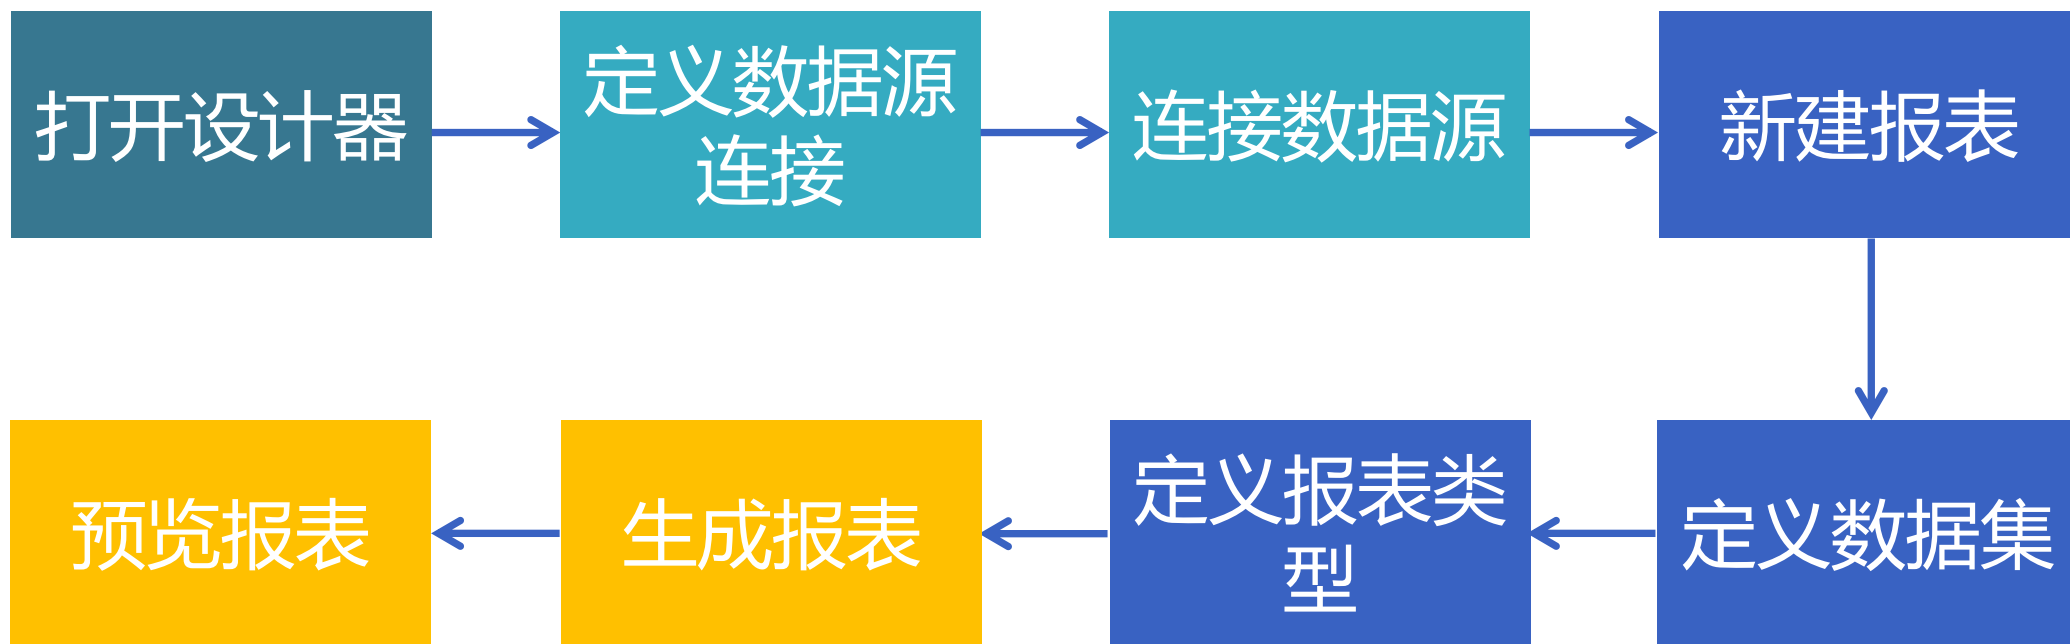 打开设计器
定义数据源
连接
连接数据源
新建报表
预览报表
生成报表
定义报表类
型
定义数据集